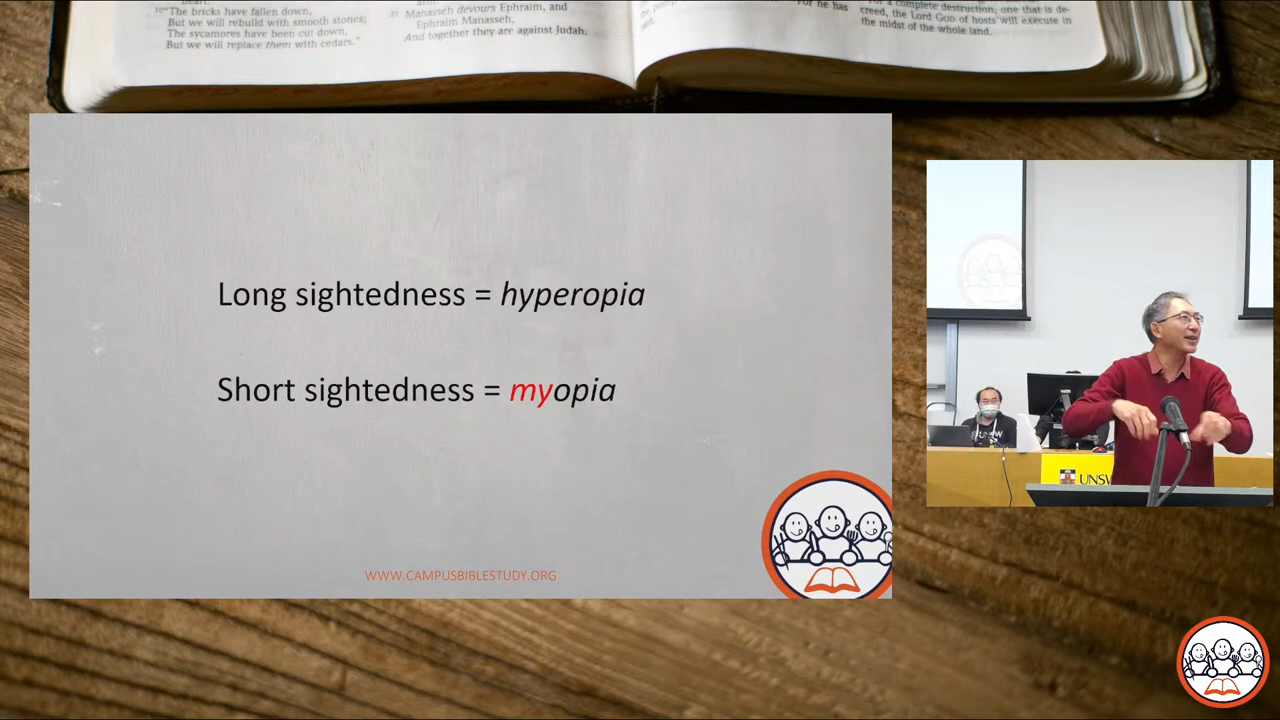 10"The bricks have fallen down,
But we will rebuild with smooth stones;
The sycamores have been cut down,
But we will replace them with cedars."
21 Manasseh devours Ephraim, and
Ephraim Manasseh,
And together they are against Judah.
For he has
a complete destruction, one that is de-
creed, the Lord GOD of hosts will execute in
the midst of the whole land.
Long sightedness = hyperopia
Short sightedness = myopia
WWW.CAMPUSBIBLESTUDY.ORG
UNSW
UNSW